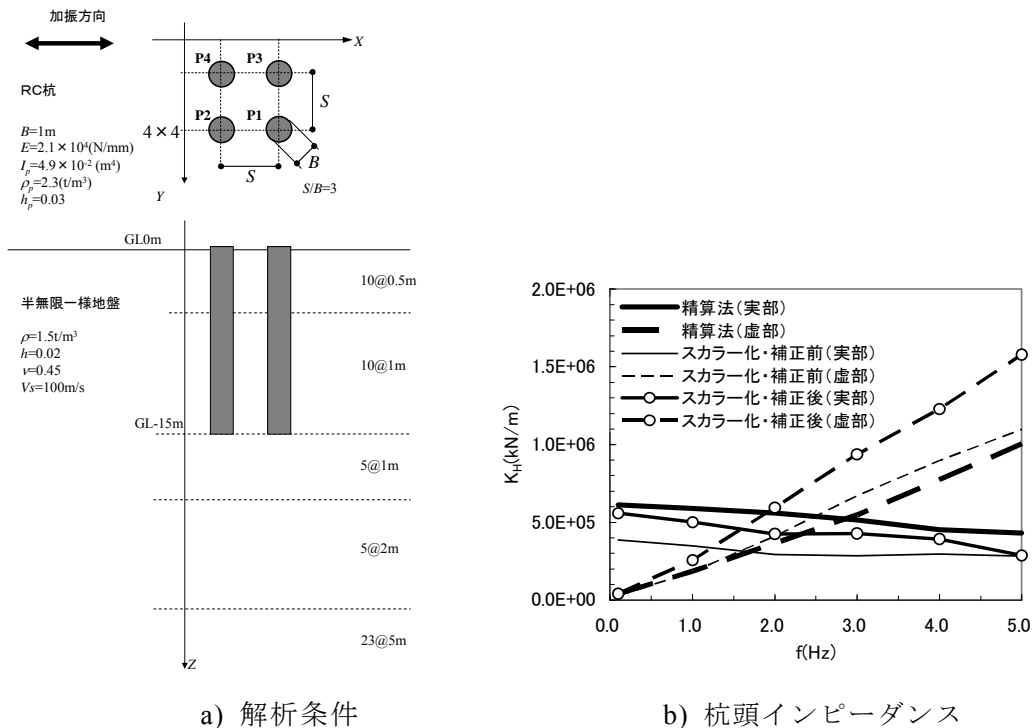 加振方向
X
P4
P3
RC杭
S
P2
P1
4×4
B=1m
E=2.1×10⁴(N/mm)
B
Iₚ=4.9×10⁻² (m⁴)
S
ρₚ=2.3(t/m³)
S/B=3
hₚ=0.03
Y
GL0m
10@0.5m
半無限一様地盤
ρ=1.5t/m³
h=0.02
ν=0.45
Vs=100m/s
10@1m
GL-15m
5@1m
5@2m
23@5m
Z
a) 解析条件
2.0E+06
1.5E+06
1.0E+06
5.0E+05
0.0E+00
K_H(kN/m)
精算法(実部)
精算法(虚部)
スカラー化・補正前(実部)
スカラー化・補正前(虚部)
スカラー化・補正後(実部)
スカラー化・補正後(虚部)
0.0 1.0 2.0 3.0 4.0 5.0
f(Hz)
b) 杭頭インピーダンス